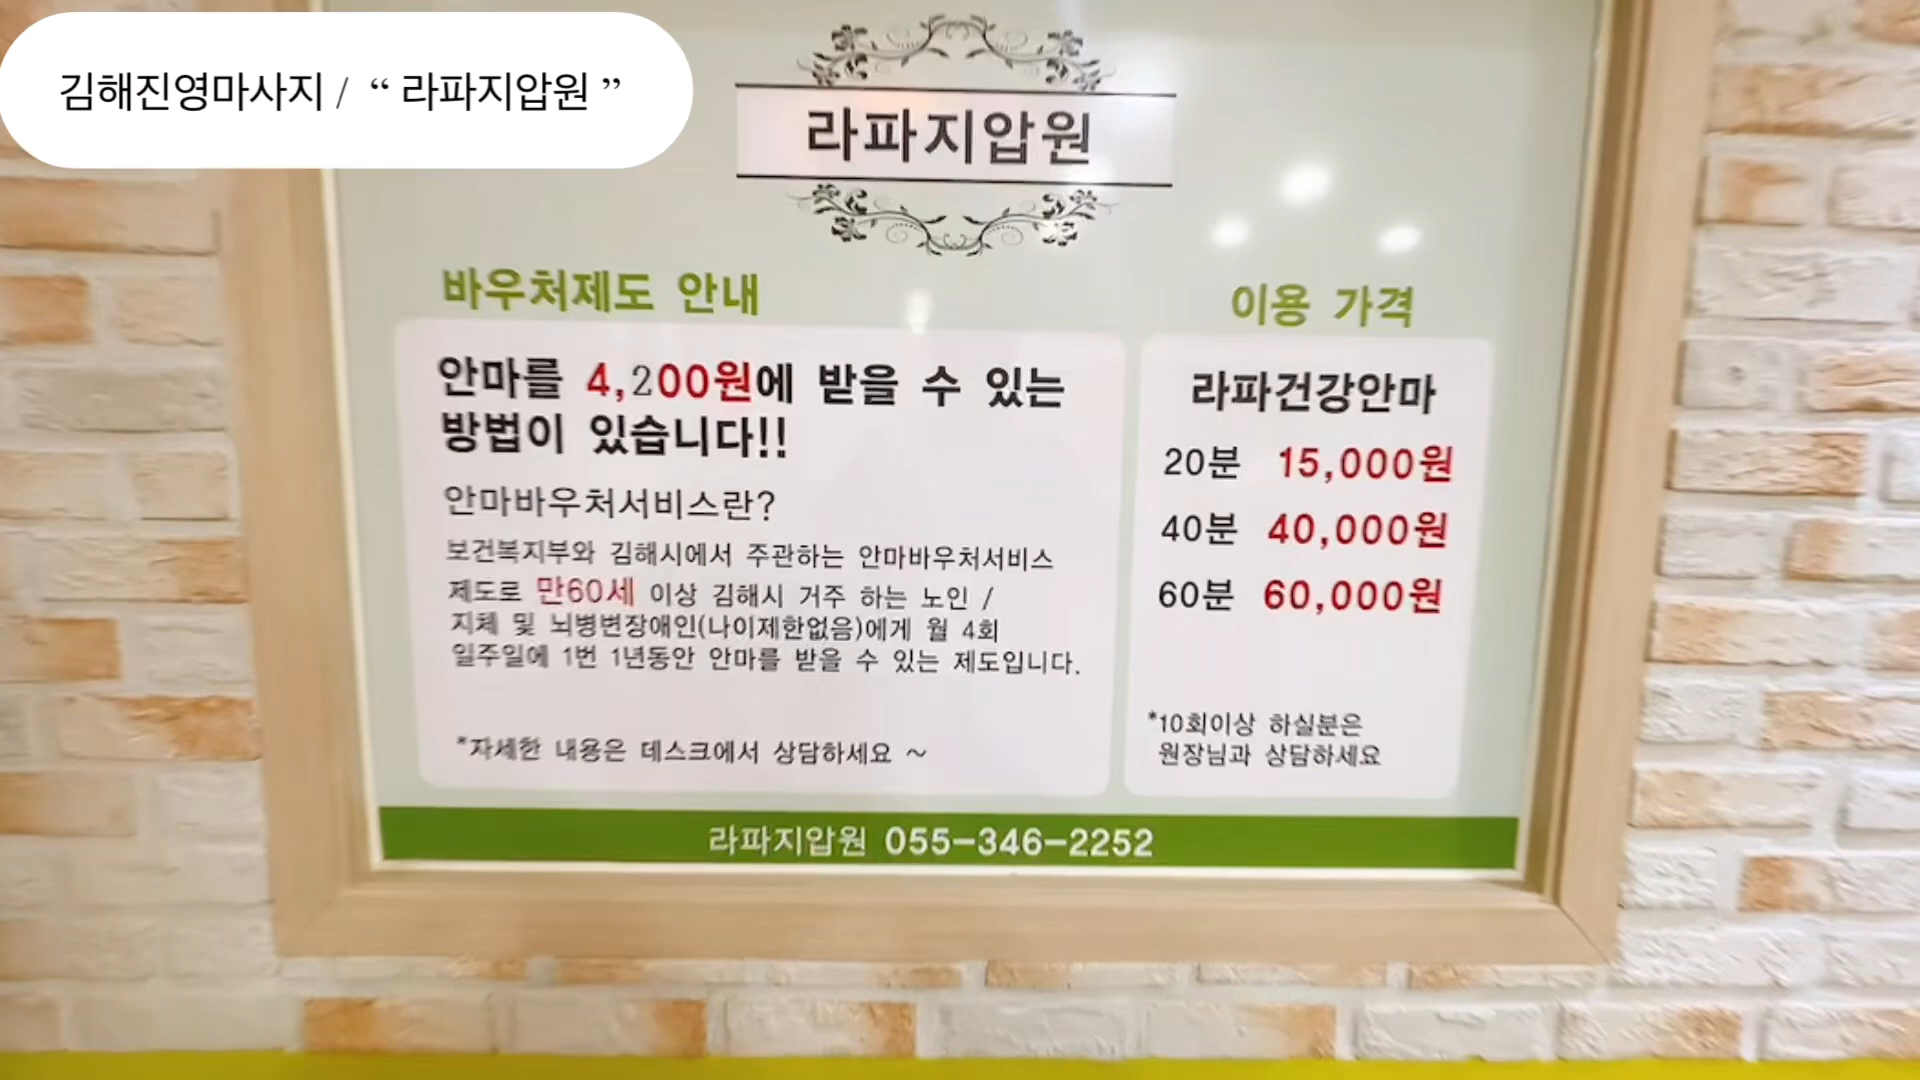 김해진영마사지 / “ 라파지압원 ”
라파지압원
바우처제도 안내
안마를 4,200원에 받을 수 있는
방법이 있습니다!!
안마바우처서비스란?
보건복지부와 김해시에서 주관하는 안마바우처서비스
제도로 만60세 이상 김해시 거주 하는 노인 /
지체 및 뇌병변장애인(나이제한없음)에게 월 4회
일주일에 1번 1년동안 안마를 받을 수 있는 제도입니다.
*자세한 내용은 데스크에서 상담하세요 ~
이용 가격
라파건강안마
20분 15,000원
40분 40,000원
60분 60,000원
*10회이상 하실분은
원장님과 상담하세요
라파지압원 055-346-2252